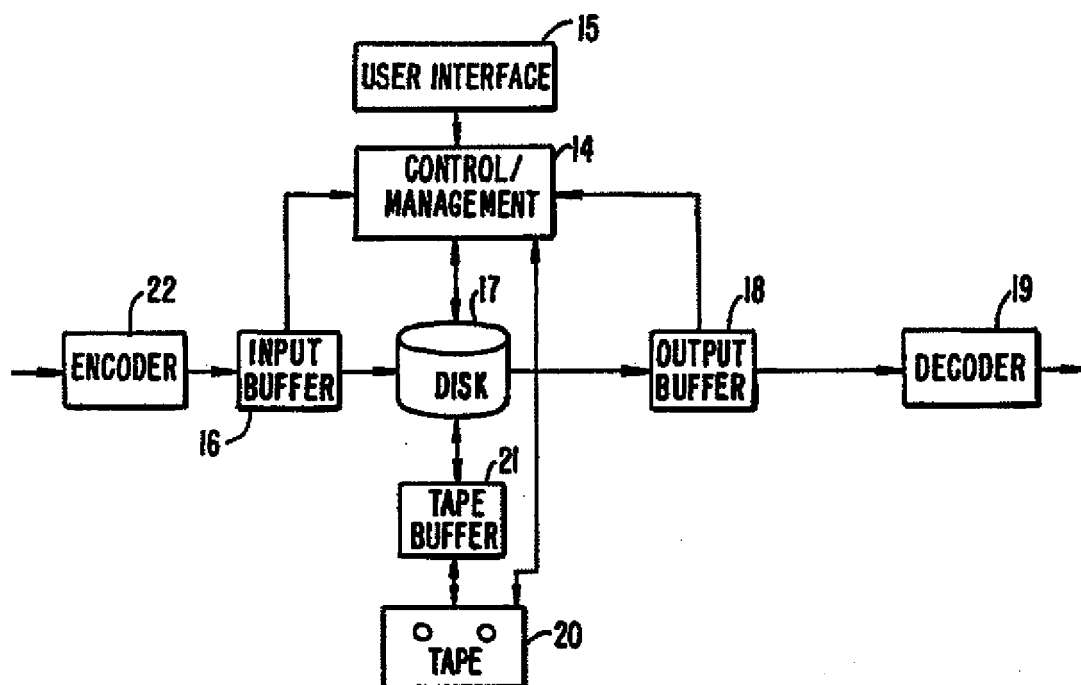 15
USER INTERFACE
14
CONTROL/
MANAGEMENT
22
ENCODER
INPUT
BUFFER
16
17
DISK
18
OUTPUT
BUFFER
19
DECODER
21
TAPE
BUFFER
20
TAPE